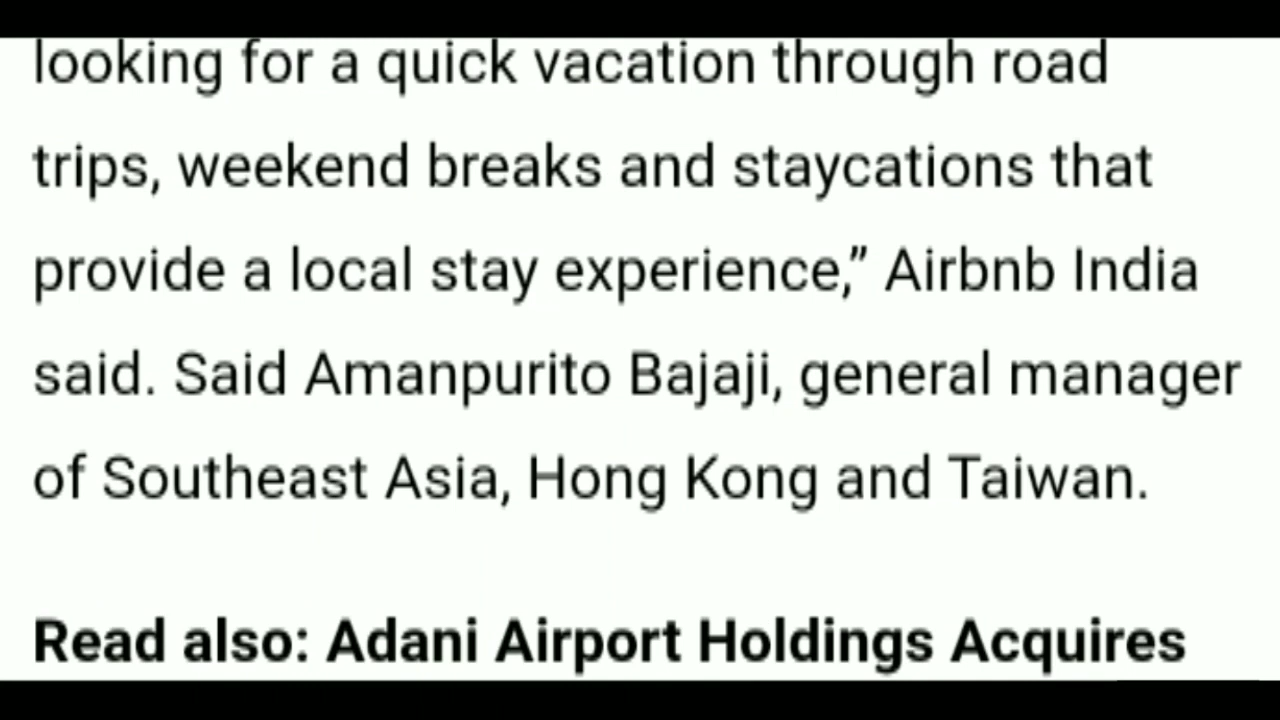 looking for a quick vacation through road
trips, weekend breaks and staycations that
provide a local stay experience,” Airbnb India
said. Said Amanpurito Bajaji, general manager
of Southeast Asia, Hong Kong and Taiwan.
Read also: Adani Airport Holdings Acquires